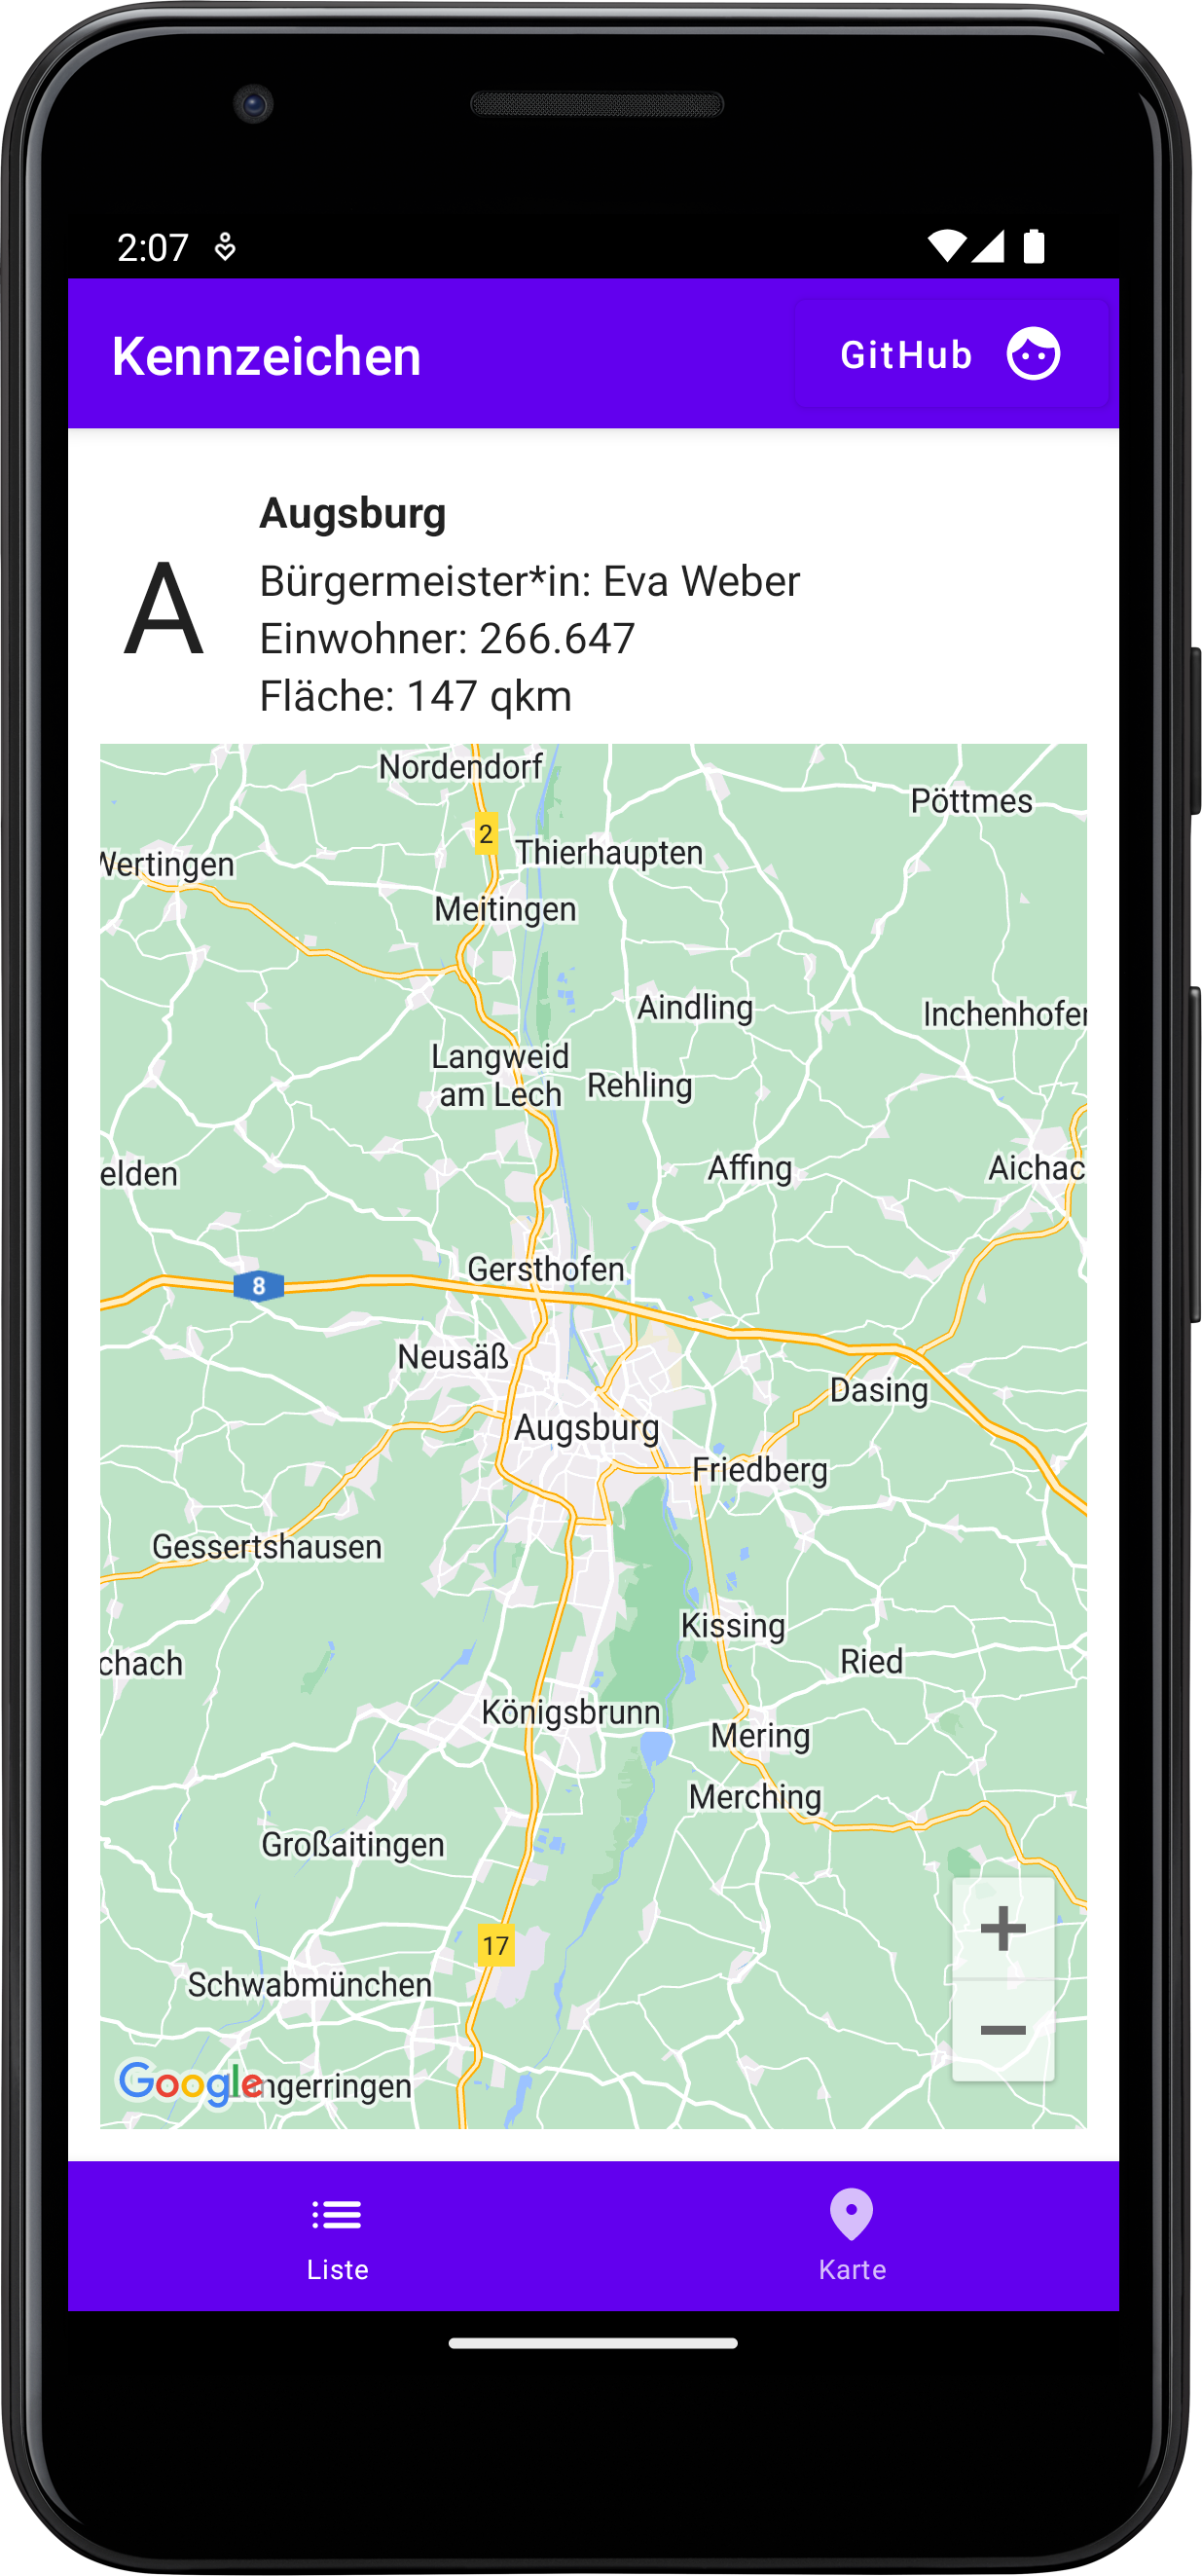 2:07
Kennzeichen
GitHub
A
Augsburg
Bürgermeister*in: Eva Weber
Einwohner: 266.647
Fläche: 147 qkm
Nordendorf
Pöttmes
2
Thierhaupten
Wertingen
Meitingen
Aindling
Inchenhofen
Langweid
am Lech
Rehling
elden
Affing
Aichac
Gersthofen
8
Neusäß
Dasing
Augsburg
Friedberg
Gessertshausen
Kissing
chach
Ried
Königsbrunn
Mering
Merching
Großaitingen
+
17
Schwabmünchen
−
Google
ngerringen
Liste
Karte